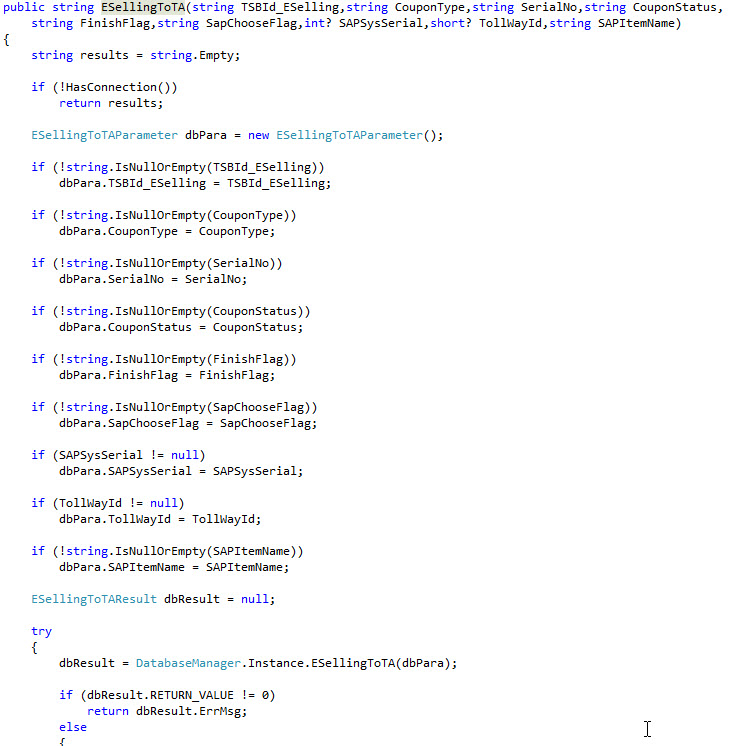 public string ESellingToTA(string TSBId_ESelling,string CouponType,string SerialNo,string CouponStatus,
string FinishFlag,string SapChooseFlag,int? SAPSysSerial,short? TollWayId,string SAPItemName)
{
string results = string.Empty;
if (!HasConnection())
return results;
ESellingToTAParameter dbPara = new ESellingToTAParameter();
if (!string.IsNullOrEmpty(TSBId_ESelling))
dbPara.TSBId_ESelling = TSBId_ESelling;
if (!string.IsNullOrEmpty(CouponType))
dbPara.CouponType = CouponType;
if (!string.IsNullOrEmpty(SerialNo))
dbPara.SerialNo = SerialNo;
if (!string.IsNullOrEmpty(CouponStatus))
dbPara.CouponStatus = CouponStatus;
if (!string.IsNullOrEmpty(FinishFlag))
dbPara.FinishFlag = FinishFlag;
if (!string.IsNullOrEmpty(SapChooseFlag))
dbPara.SapChooseFlag = SapChooseFlag;
if (SAPSysSerial != null)
dbPara.SAPSysSerial = SAPSysSerial;
if (TollWayId != null)
dbPara.TollWayId = TollWayId;
if (!string.IsNullOrEmpty(SAPItemName))
dbPara.SAPItemName = SAPItemName;
ESellingToTAResult dbResult = null;
try
{
dbResult = DatabaseManager.Instance.ESellingToTA(dbPara);
if (dbResult.RETURN_VALUE != 0)
return dbResult.ErrMsg;
else
{